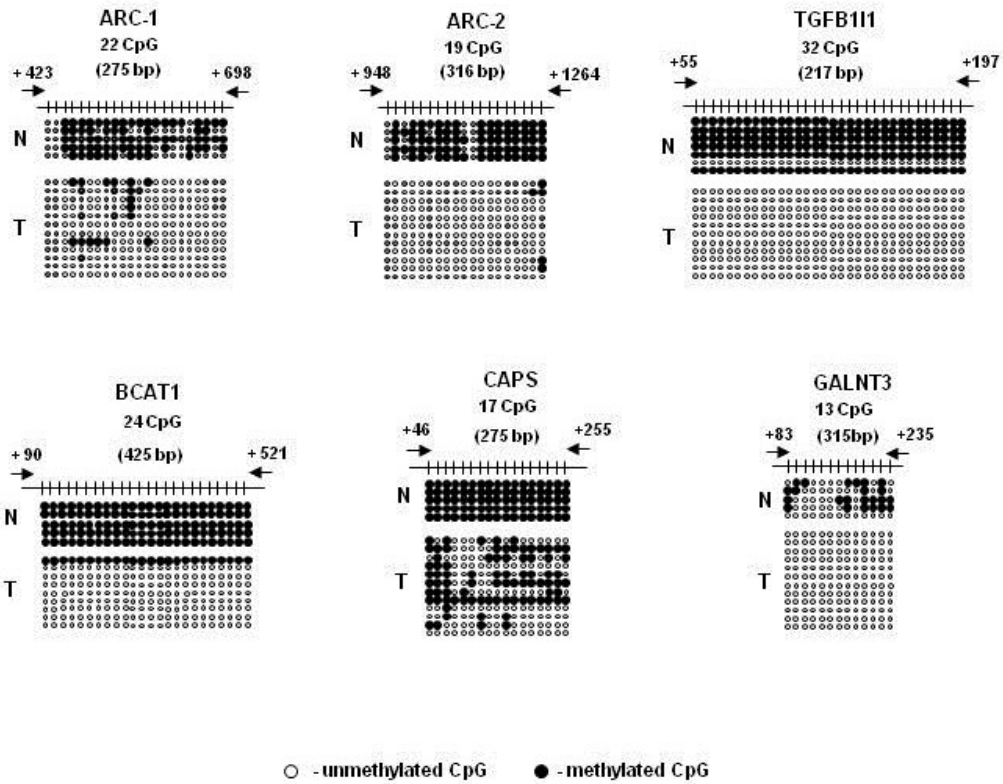 ARC-1
22 CpG
(275 bp)
+ 423
+ 698
N
T
ARC-2
19 CpG
(316 bp)
+948
+1264
N
T
TGFB1I1
32 CpG
(217 bp)
+55
+197
N
T
BCAT1
24 CpG
(425 bp)
+ 90
+ 521
N
T
CAPS
17 CpG
(275 bp)
+46
+255
N
T
GALNT3
13 CpG
(315bp)
+83
+235
N
T
- unmethylated CpG
- methylated CpG